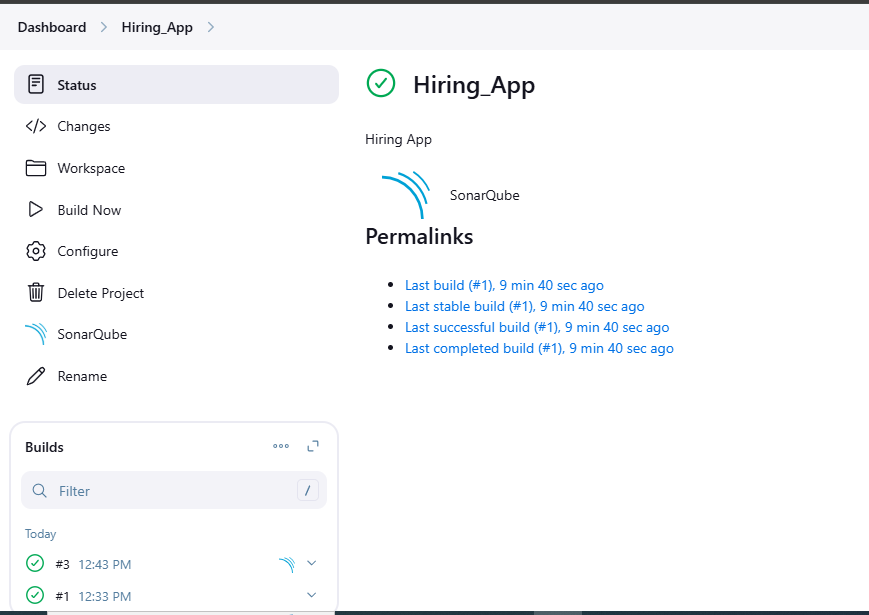 Dashboard > Hiring_App >
Status
Changes
Workspace
Build Now
Configure
Delete Project
SonarQube
Rename
Builds
Filter /
Today
#3 12:43 PM
#1 12:33 PM
Hiring_App
Hiring App
SonarQube
Permalinks
Last build (#1), 9 min 40 sec ago
Last stable build (#1), 9 min 40 sec ago
Last successful build (#1), 9 min 40 sec ago
Last completed build (#1), 9 min 40 sec ago